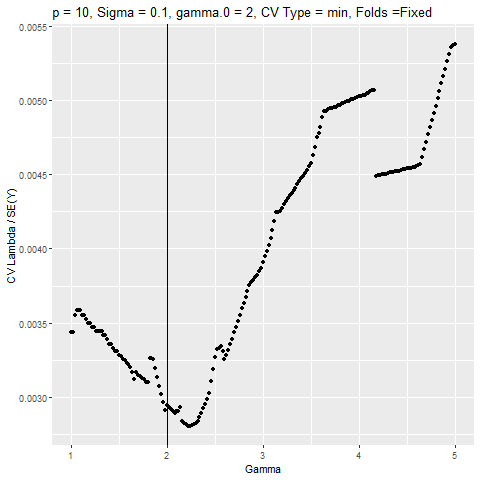 p = 10, Sigma = 0.1, gamma.0 = 2, CV Type = min, Folds =Fixed
CV Lambda / SE(Y)
0.0055
0.0050
0.0045
0.0040
0.0035
0.0030
1 2 3 4 5
Gamma